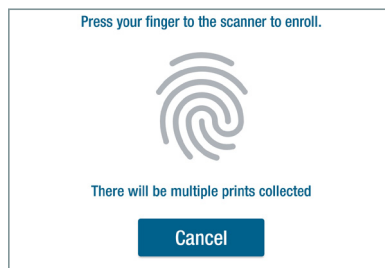 Press your finger to the scanner to enroll.
There will be multiple prints collected
Cancel